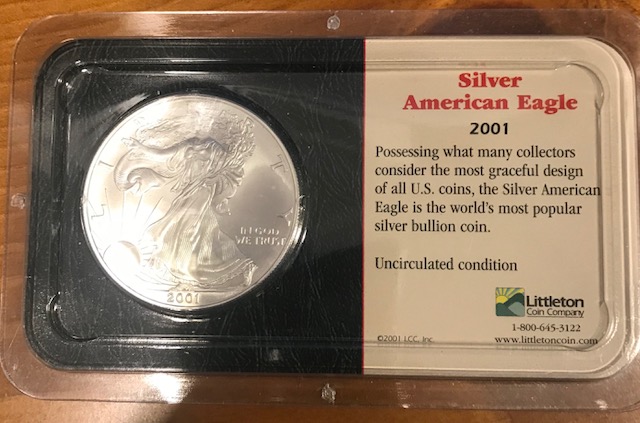 LIBERTY
IN GOD
WE TRUST
2001
Silver
American Eagle
2001
Possessing what many collectors
consider the most graceful design
of all U.S. coins, the Silver American
Eagle is the world's most popular
silver bullion coin.
Uncirculated condition
Littleton
Coin Company
1-800-645-3122
©2001 LCC, Inc.
www.littletoncoin.com